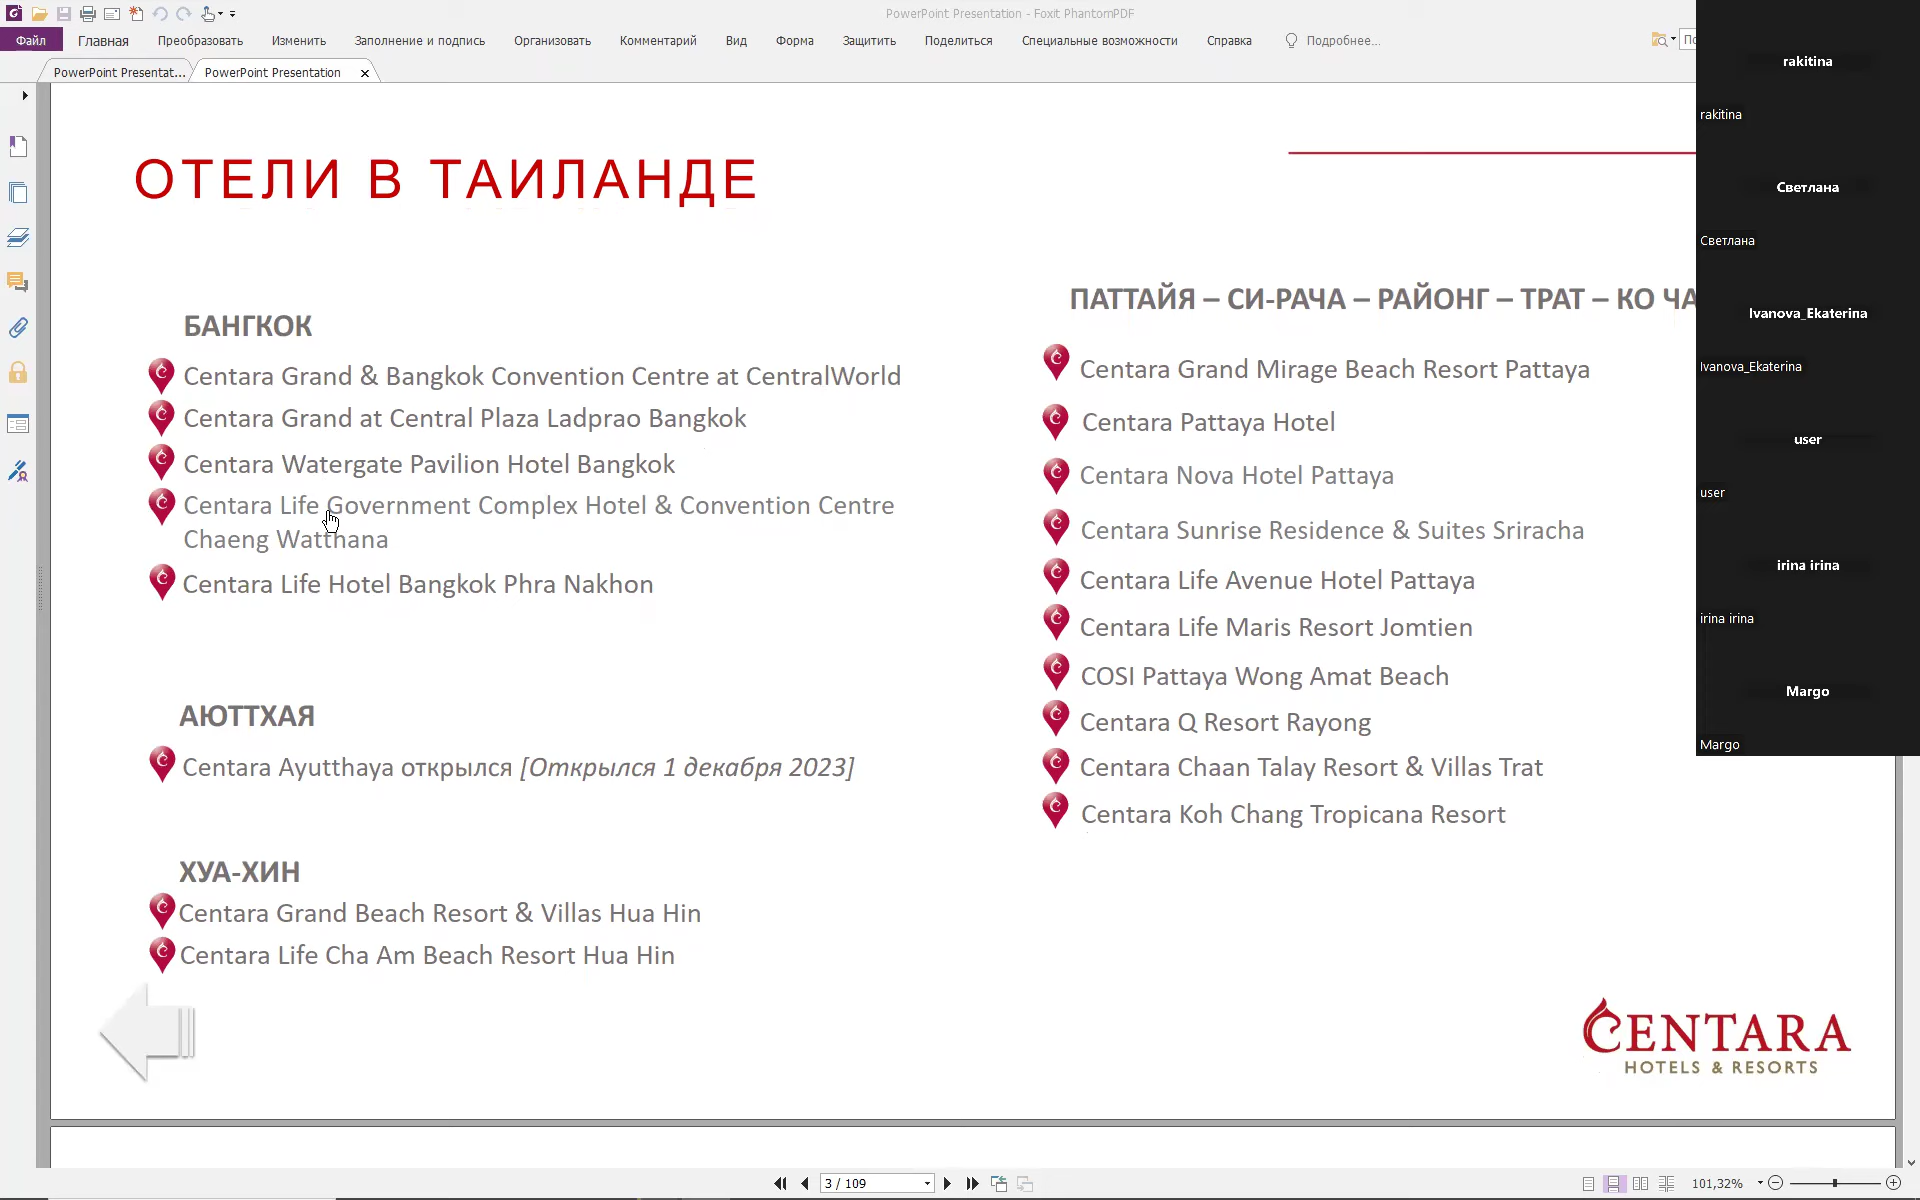 PowerPoint Presentation - Foxit PhantomPDF
Файл Главная Преобразовать Изменить Заполнение и подпись Организовать Комментарий Вид Форма Защитить Поделиться Специальные возможности Справка Подробнее...
PowerPoint Presentat... PowerPoint Presentation
ОТЕЛИ В ТАИЛАНДЕ
БАНГКОК
Centara Grand & Bangkok Convention Centre at CentralWorld
Centara Grand at Central Plaza Ladprao Bangkok
Centara Watergate Pavilion Hotel Bangkok
Centara Life Government Complex Hotel & Convention Centre
Chaeng Watthana
Centara Life Hotel Bangkok Phra Nakhon
АЮТТХАЯ
Centara Ayutthaya открылся [Открылся 1 декабря 2023]
ХУА-ХИН
Centara Grand Beach Resort & Villas Hua Hin
Centara Life Cha Am Beach Resort Hua Hin
ПАТТАЙЯ – СИ-РАЧА – РАЙОНГ – ТРАТ – КО ЧА
Centara Grand Mirage Beach Resort Pattaya
Centara Pattaya Hotel
Centara Nova Hotel Pattaya
Centara Sunrise Residence & Suites Sriracha
Centara Life Avenue Hotel Pattaya
Centara Life Maris Resort Jomtien
COSI Pattaya Wong Amat Beach
Centara Q Resort Rayong
Centara Chaan Talay Resort & Villas Trat
Centara Koh Chang Tropicana Resort
CENTARA
HOTELS & RESORTS
rakitina
rakitina
Светлана
Светлана
Ivanova_Ekaterina
Ivanova_Ekaterina
user
user
irina irina
irina irina
Margo
Margo
3 / 109
101,32%